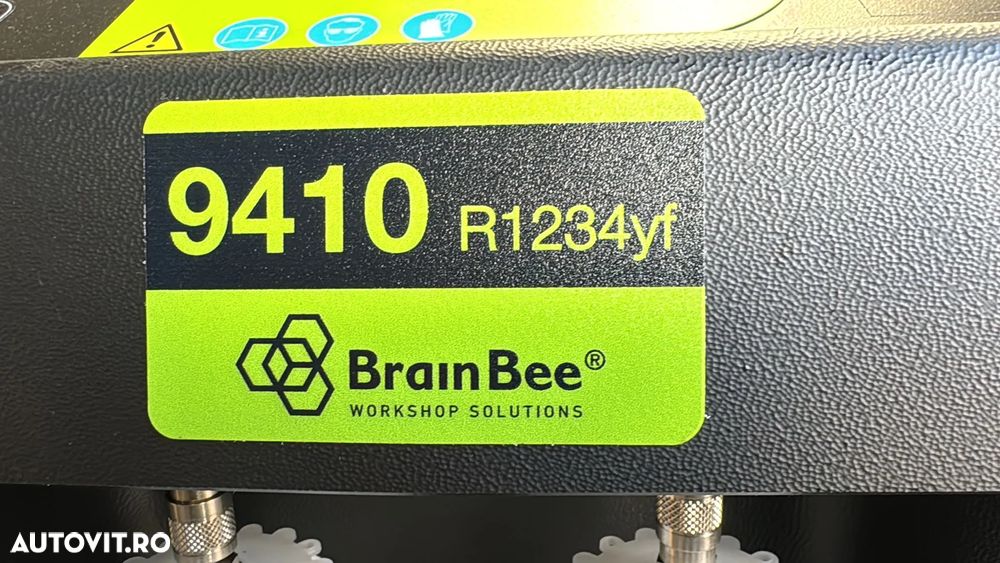 9410 R1234yf
BrainBee®
WORKSHOP SOLUTIONS
AUTOVIT.RO